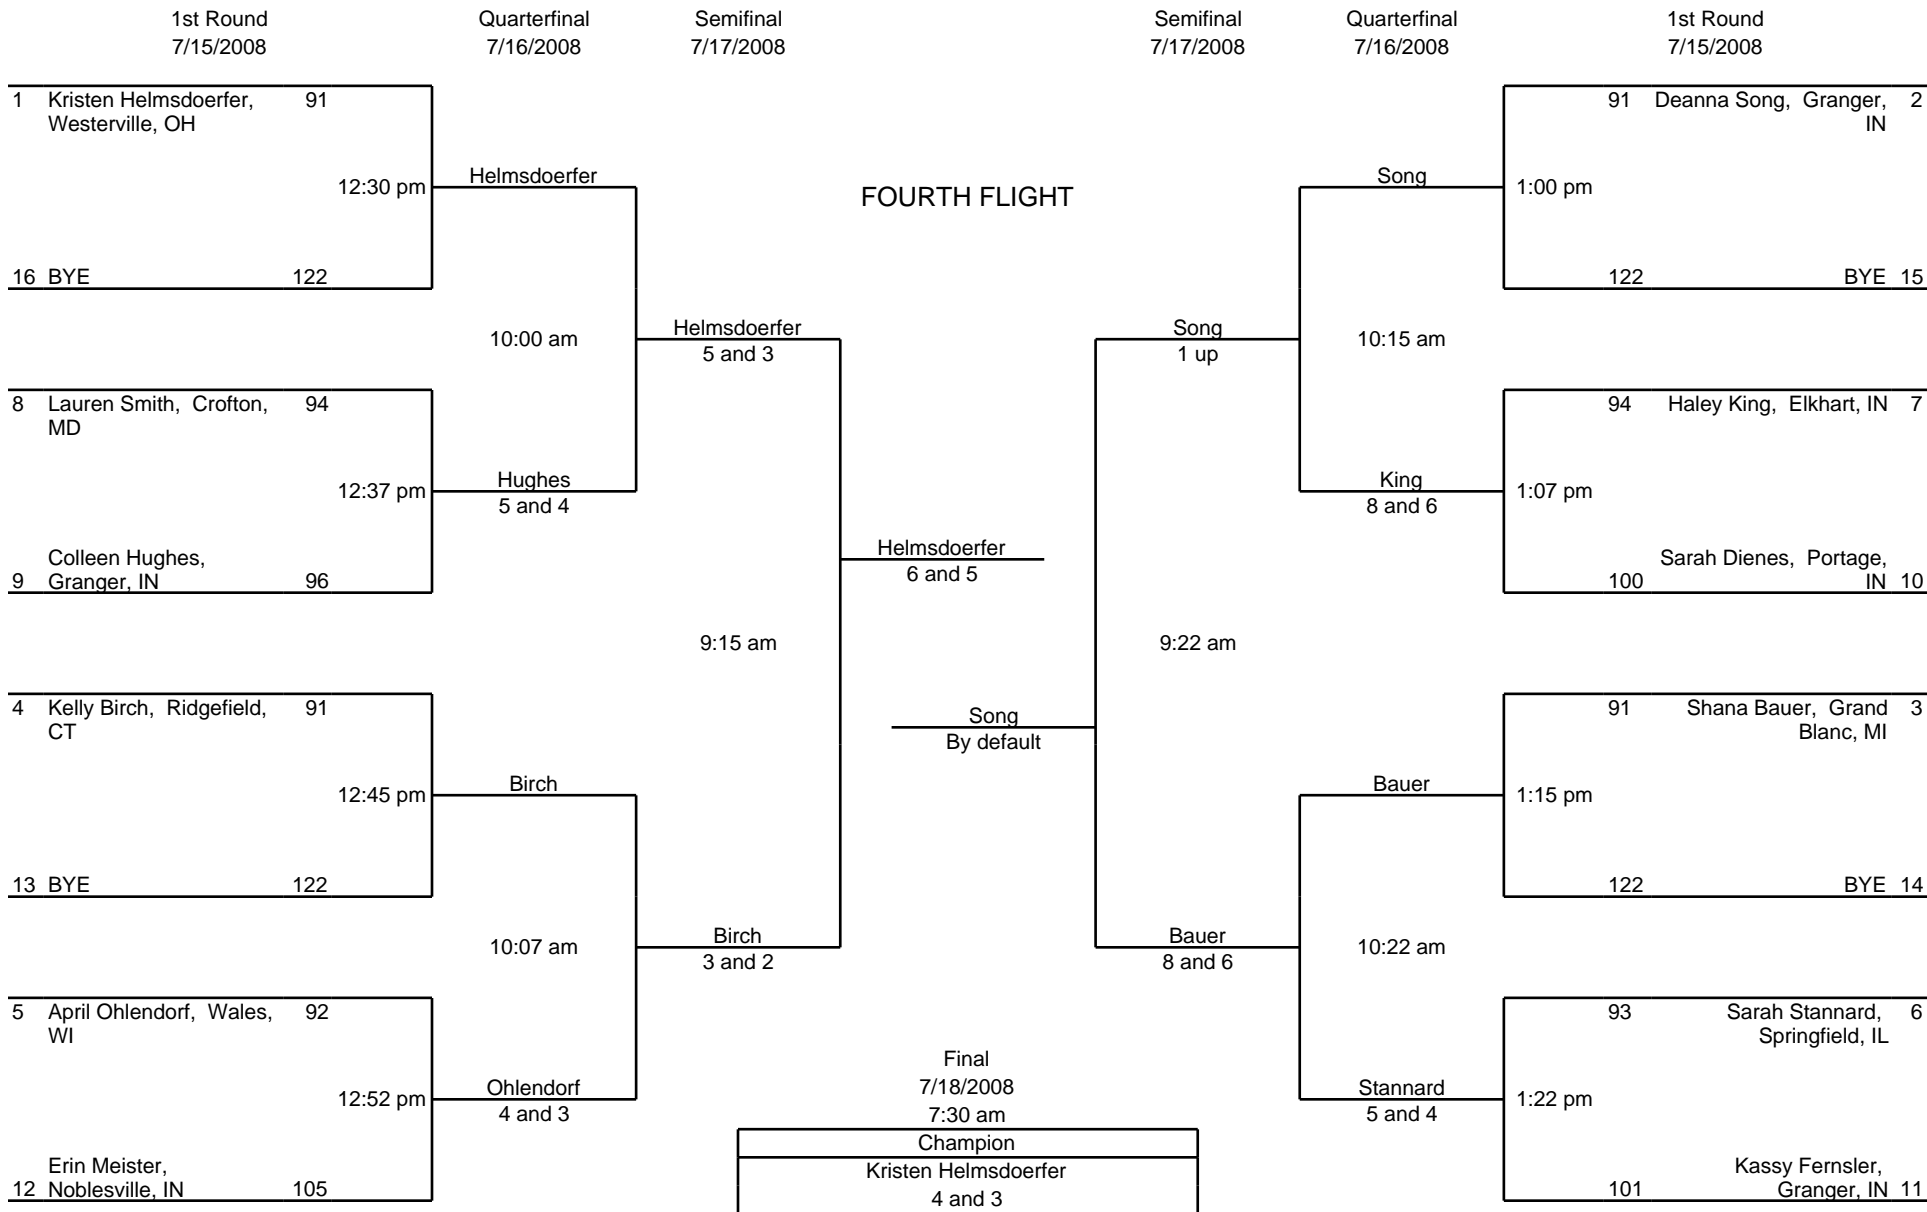 1st Round Quarterfinal Semifinal Semifinal Quarterfinal 1st Round
7/15/2008 7/16/2008 7/17/2008 7/17/2008 7/16/2008 7/15/2008
1 Kristen Helmsdoerfer, 91 91 Deanna Song, Granger, 2
Westerville, OH IN
12:30 pm Helmsdoerfer FOURTH FLIGHT Song 1:00 pm
16 BYE 122 122 BYE 15
10:00 am Helmsdoerfer Song 10:15 am
5 and 3 1 up
8 Lauren Smith, Crofton, 94 94 Haley King, Elkhart, IN 7
MD
12:37 pm Hughes King 1:07 pm
5 and 4 8 and 6
Helmsdoerfer
Colleen Hughes, Sarah Dienes, Portage,
6 and 5
9 Granger, IN 96 100 IN 10
9:15 am 9:22 am
4 Kelly Birch, Ridgefield, 91 Song 91 Shana Bauer, Grand 3
CT Blanc, MI
By default
12:45 pm Birch Bauer 1:15 pm
13 BYE 122 122 BYE 14
10:07 am Birch Bauer 10:22 am
3 and 2 8 and 6
5 April Ohlendorf, Wales, 92 93 Sarah Stannard, 6
WI Springfield, IL
Final
7/18/2008
12:52 pm Ohlendorf Stannard 1:22 pm
4 and 3 7:30 am 5 and 4
Champion
Erin Meister, Kristen Helmsdoerfer Kassy Fernsler,
12 Noblesville, IN 105 101 Granger, IN 11
4 and 3